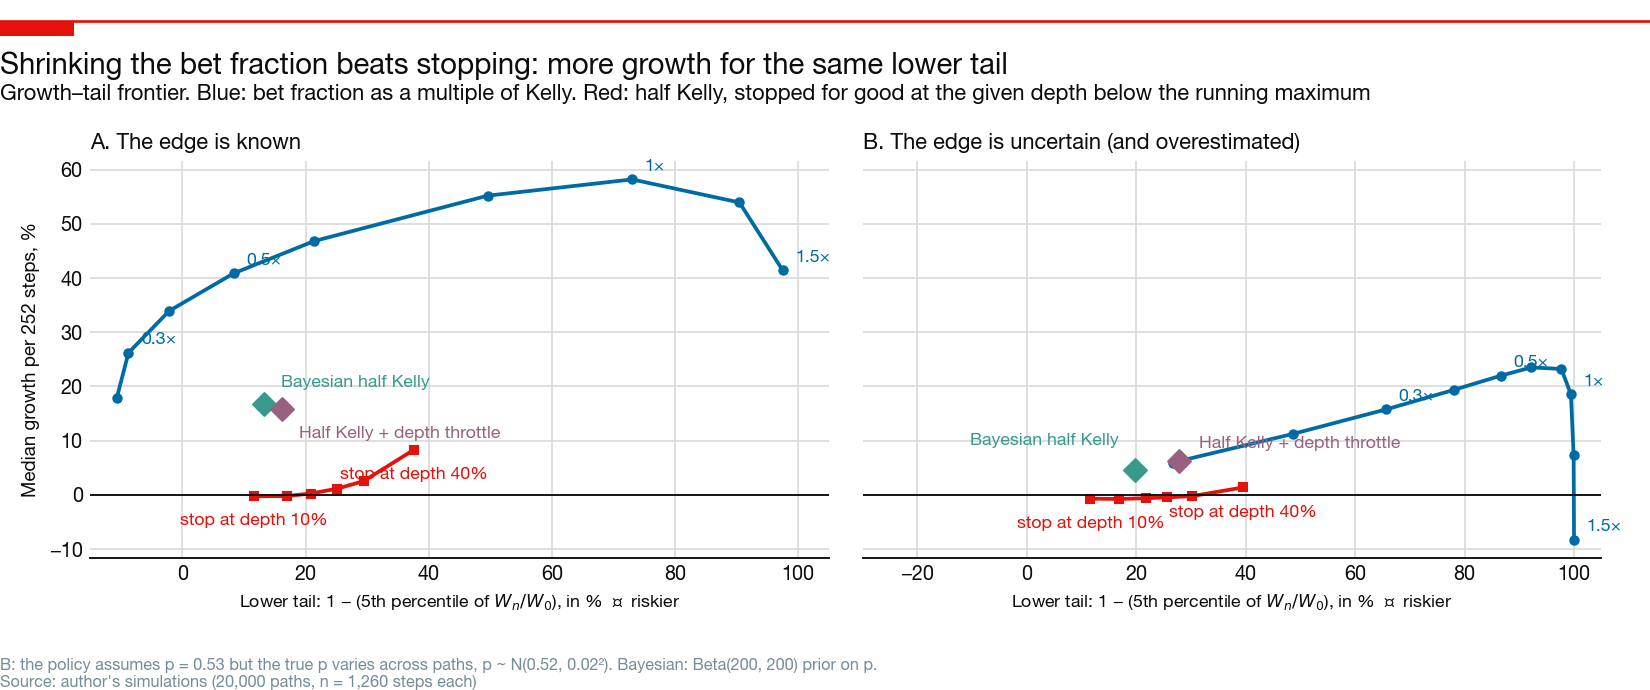 Shrinking the bet fraction beats stopping: more growth for the same lower tail
Growth–tail frontier. Blue: bet fraction as a multiple of Kelly. Red: half Kelly, stopped for good at the given depth below the running maximum
A. The edge is known
Median growth per 252 steps, %
60
50
40
30
20
10
0
−10
1×
1.5×
0.5×
0.3×
Bayesian half Kelly
Half Kelly + depth throttle
stop at depth 40%
stop at depth 10%
0 20 40 60 80 100
Lower tail: 1 − (5th percentile of Wₙ/W₀), in % ¤ riskier
B. The edge is uncertain (and overestimated)
0.5×
1×
0.3×
Bayesian half Kelly
Half Kelly + depth throttle
stop at depth 40%
stop at depth 10%
1.5×
−20 0 20 40 60 80 100
Lower tail: 1 − (5th percentile of Wₙ/W₀), in % ¤ riskier
B: the policy assumes p = 0.53 but the true p varies across paths, p ~ N(0.52, 0.02²). Bayesian: Beta(200, 200) prior on p.
Source: author's simulations (20,000 paths, n = 1,260 steps each)